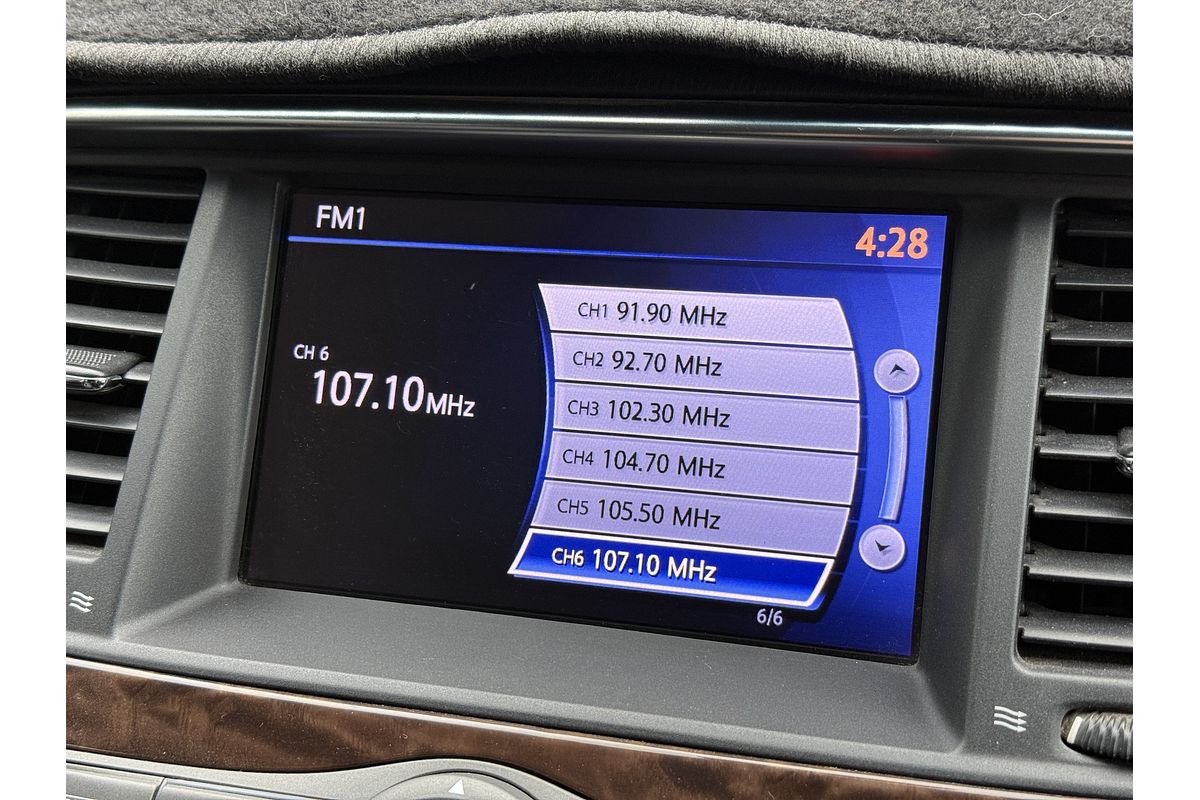 FM1
4:28
CH 6
107.10MHz
CH1 91.90 MHz
CH2 92.70 MHz
CH3 102.30 MHz
CH4 104.70 MHz
CH5 105.50 MHz
CH6 107.10 MHz
6/6